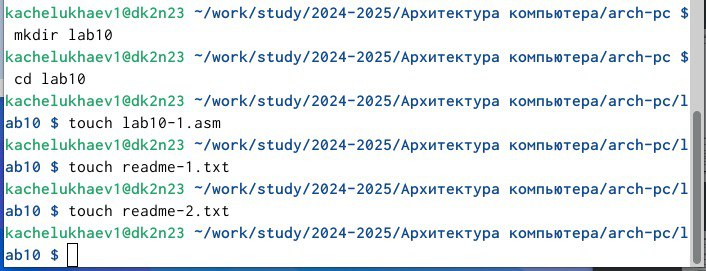 kachelukhaev1@dk2n23 ~/work/study/2024-2025/Архитектура компьютера/arch-pc $
mkdir lab10
kachelukhaev1@dk2n23 ~/work/study/2024-2025/Архитектура компьютера/arch-pc $
cd lab10
kachelukhaev1@dk2n23 ~/work/study/2024-2025/Архитектура компьютера/arch-pc/l
ab10 $ touch lab10-1.asm
kachelukhaev1@dk2n23 ~/work/study/2024-2025/Архитектура компьютера/arch-pc/l
ab10 $ touch readme-1.txt
kachelukhaev1@dk2n23 ~/work/study/2024-2025/Архитектура компьютера/arch-pc/l
ab10 $ touch readme-2.txt
kachelukhaev1@dk2n23 ~/work/study/2024-2025/Архитектура компьютера/arch-pc/l
ab10 $